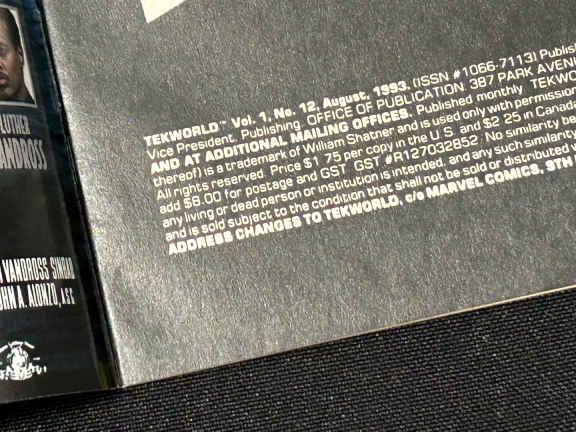 LUTHER
ANDROSS
VANDROSS SINBAD
JOHN A. ALONZO, A.S.C.
TEKWORLD™ Vol. 1, No. 12, August, 1993. (ISSN #1066-7113) Publish
Vice President, Publishing. OFFICE OF PUBLICATION: 387 PARK AVENU
AND AT ADDITIONAL MAILING OFFICES. Published monthly. TEKWO
thereof) is a trademark of William Shatner and is used only with permission
All rights reserved. Price $1.75 per copy in the U.S. and $2.25 in Canada
add $8.00 for postage and GST. GST #R127032852. No similarity be
any living or dead person or institution is intended, and any such similarity
and is sold subject to the condition that shall not be sold or distributed w
ADDRESS CHANGES TO TEKWORLD, c/o MARVEL COMICS, 9TH